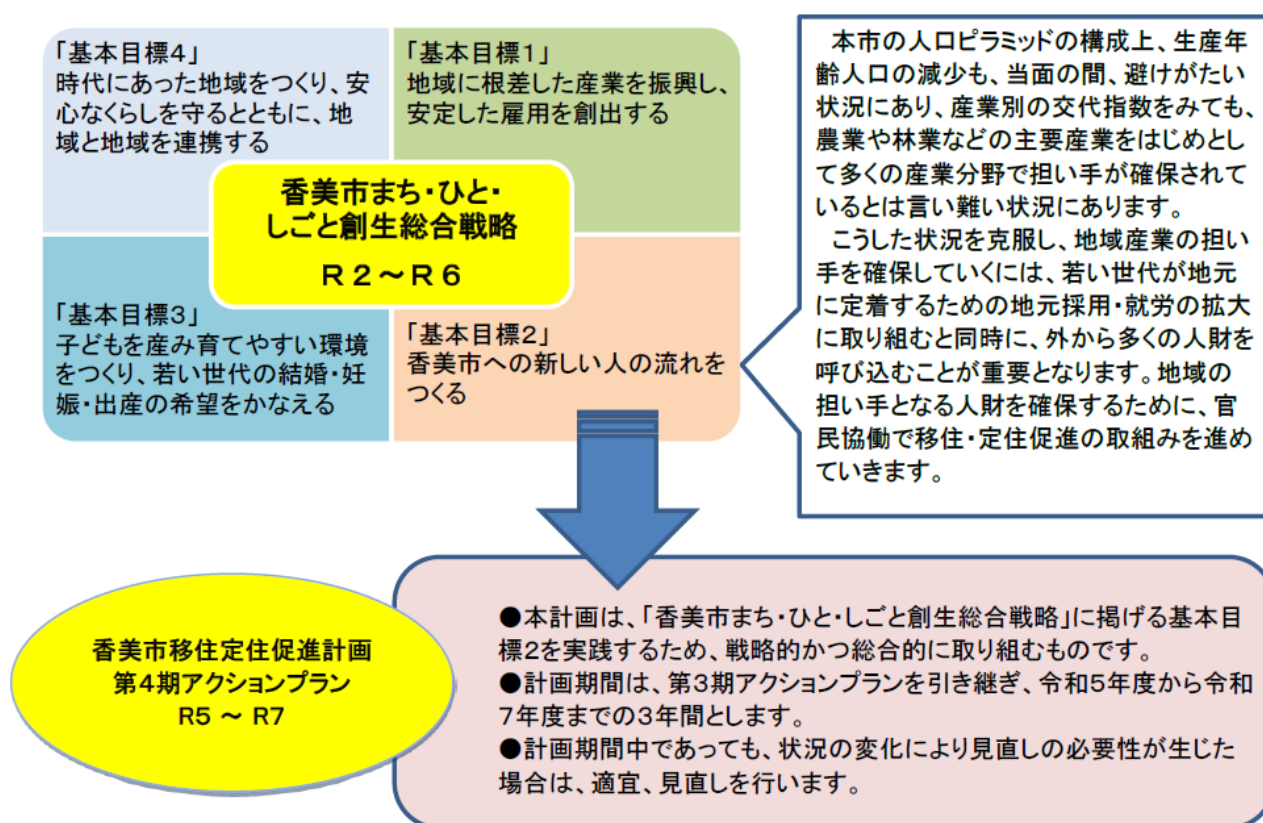 「基本目標4」
時代にあった地域をつくり、安
心なくらしを守るとともに、地
域と地域を連携する
「基本目標1」
地域に根差した産業を振興し、
安定した雇用を創出する
香美市まち・ひと・
しごと創生総合戦略
R2～R6
「基本目標3」
子どもを産み育てやすい環境
をつくり、若い世代の結婚・妊
娠・出産の希望をかなえる
「基本目標2」
香美市への新しい人の流れを
つくる
本市の人口ピラミッドの構成上、生産年
齢人口の減少も、当面の間、避けがたい
状況にあり、産業別の交代指数をみても、
農業や林業などの主要産業をはじめとし
て多くの産業分野で担い手が確保されて
いるとは言い難い状況にあります。
こうした状況を克服し、地域産業の担い
手を確保していくには、若い世代が地元
に定着するための地元採用・就労の拡大
に取り組むと同時に、外から多くの人財を
呼び込むことが重要となります。地域の
担い手となる人財を確保するために、官
民協働で移住・定住促進の取組みを進め
ていきます。
香美市移住定住促進計画
第4期アクションプラン
R5 ～ R7
●本計画は、「香美市まち・ひと・しごと創生総合戦略」に掲げる基本目
標2を実践するため、戦略的かつ総合的に取り組むものです。
●計画期間は、第3期アクションプランを引き継ぎ、令和5年度から令和
7年度までの3年間とします。
●計画期間中であっても、状況の変化により見直しの必要性が生じた
場合は、適宜、見直しを行います。